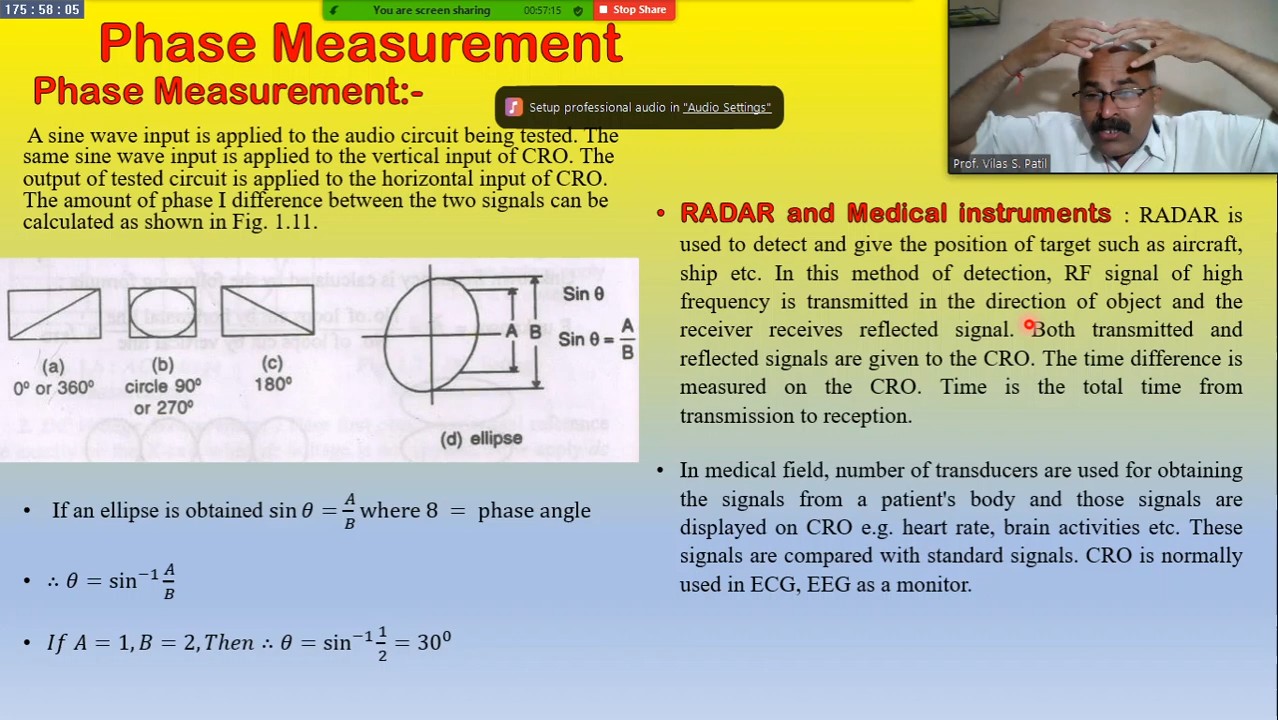 175 : 58 : 05
You are screen sharing
00:57:15
Stop Share
Phase Measurement
Phase Measurement:-
Setup professional audio in "Audio Settings"
A sine wave input is applied to the audio circuit being tested. The
same sine wave input is applied to the vertical input of CRO. The
output of tested circuit is applied to the horizontal input of CRO.
The amount of phase I difference between the two signals can be
calculated as shown in Fig. 1.11.
(a)
0º or 360º
(b)
circle 90º
or 270º
(c)
180º
A
B
Sin θ
Sin θ = A/B
(d) ellipse
• If an ellipse is obtained sin θ = A/B where 8 = phase angle
• ∴ θ = sin⁻¹ A/B
• If A = 1, B = 2, Then ∴ θ = sin⁻¹ 1/2 = 30⁰
Prof. Vilas S. Patil
• RADAR and Medical instruments : RADAR is
used to detect and give the position of target such as aircraft,
ship etc. In this method of detection, RF signal of high
frequency is transmitted in the direction of object and the
receiver receives reflected signal. Both transmitted and
reflected signals are given to the CRO. The time difference is
measured on the CRO. Time is the total time from
transmission to reception.
• In medical field, number of transducers are used for obtaining
the signals from a patient's body and those signals are
displayed on CRO e.g. heart rate, brain activities etc. These
signals are compared with standard signals. CRO is normally
used in ECG, EEG as a monitor.